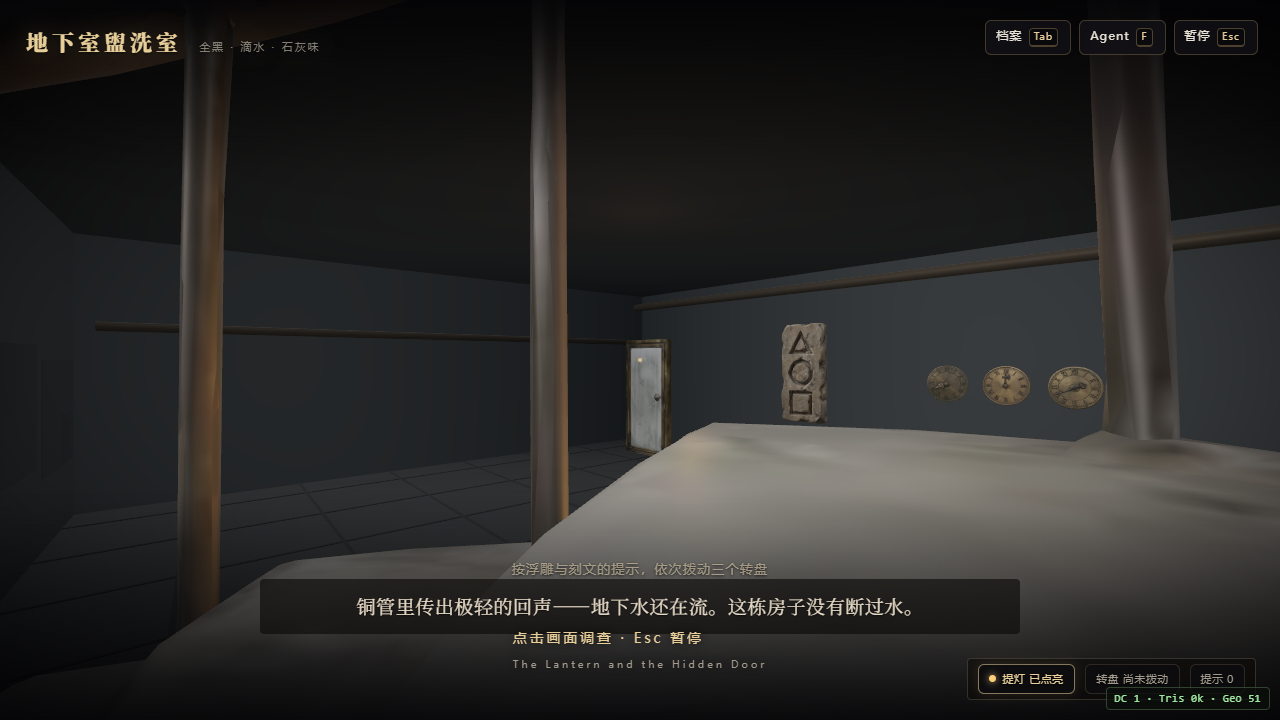 地下室盥洗室
全黑 · 滴水 · 石灰味
档案 Tab
Agent F
暂停 Esc
按浮雕与刻文的提示，依次拨动三个转盘
铜管里传出极轻的回声——地下水还在流。这栋房子没有断过水。
点击画面调查 · Esc 暂停
The Lantern and the Hidden Door
提灯 已点亮
转盘 尚未拨动
提示 0
DC 1 · Tris 0k · Geo 51